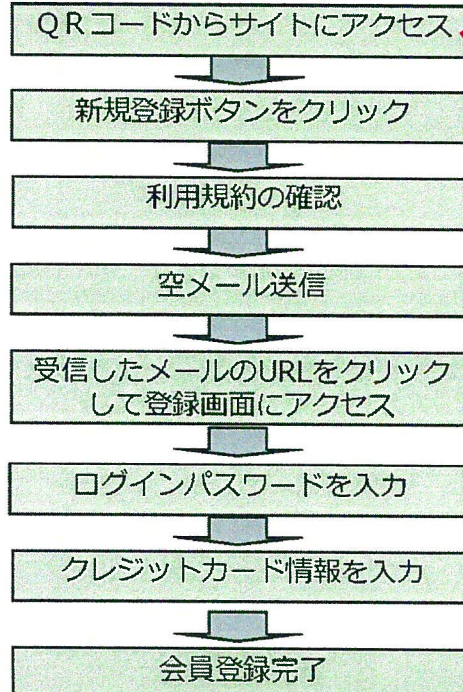 QRコードからサイトにアクセス
新規登録ボタンをクリック
利用規約の確認
空メール送信
受信したメールのURLをクリック
して登録画面にアクセス
ログインパスワードを入力
クレジットカード情報を入力
会員登録完了